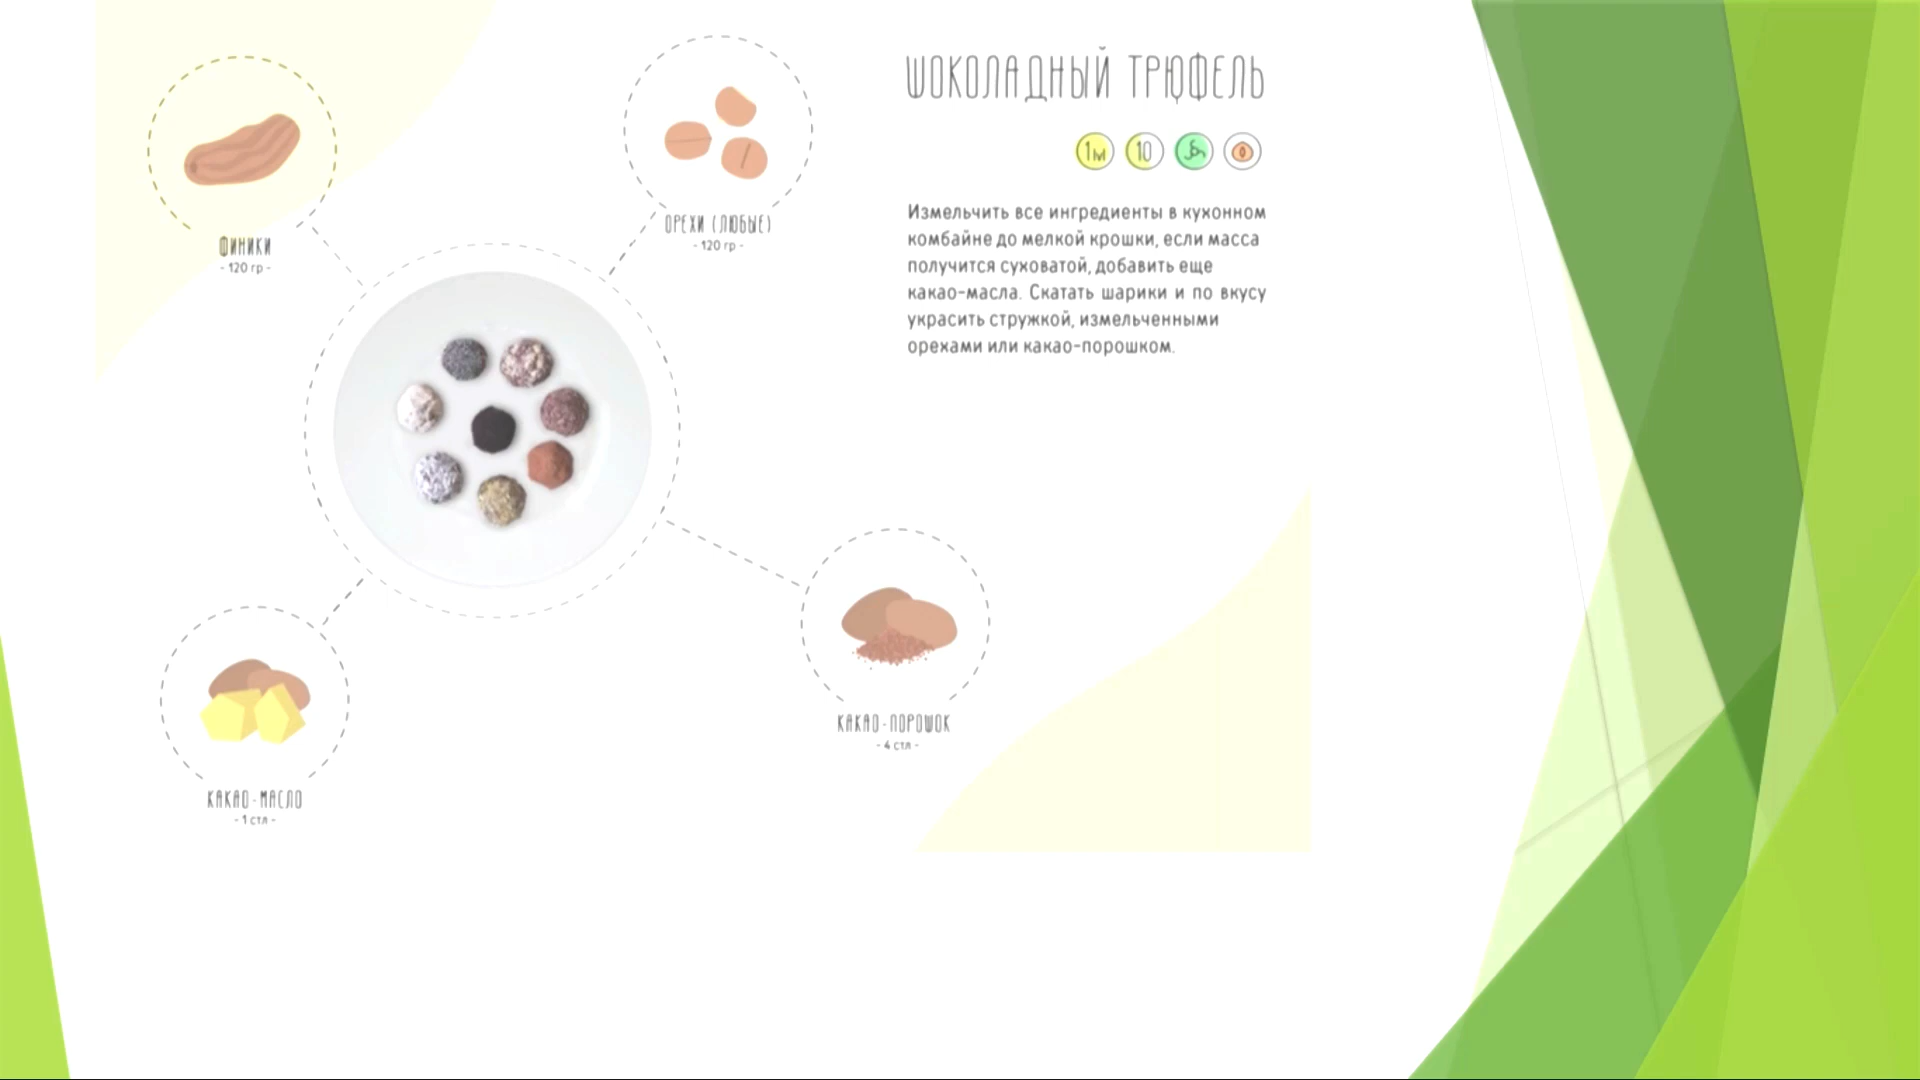 ШОКОЛАДНЫЙ ТРЮФЕЛЬ
1м 10
Измельчить все ингредиенты в кухонном
комбайне до мелкой крошки, если масса
получится суховатой, добавить еще
какао-масла. Скатать шарики и по вкусу
украсить стружкой, измельченными
орехами или какао-порошком.
ФИНИКИ
- 120 гр -
ОРЕХИ (ЛЮБЫЕ)
- 120 гр -
КАКАО-МАСЛО
- 1 стл -
КАКАО-ПОРОШОК
- 4 стл -